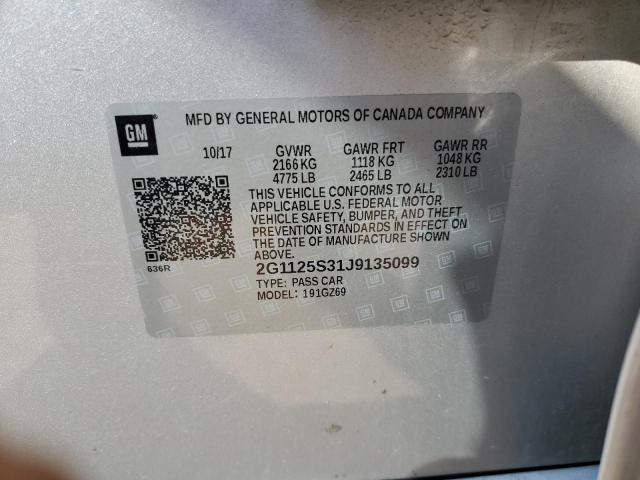 GM
MFD BY GENERAL MOTORS OF CANADA COMPANY
10/17 GVWR GAWR FRT GAWR RR
2166 KG 1118 KG 1048 KG
4775 LB 2465 LB 2310 LB
THIS VEHICLE CONFORMS TO ALL
APPLICABLE U.S. FEDERAL MOTOR
VEHICLE SAFETY, BUMPER, AND THEFT
PREVENTION STANDARDS IN EFFECT ON
THE DATE OF MANUFACTURE SHOWN
ABOVE.
636R
2G1125S31J9135099
TYPE: PASS CAR
MODEL: 191GZ69